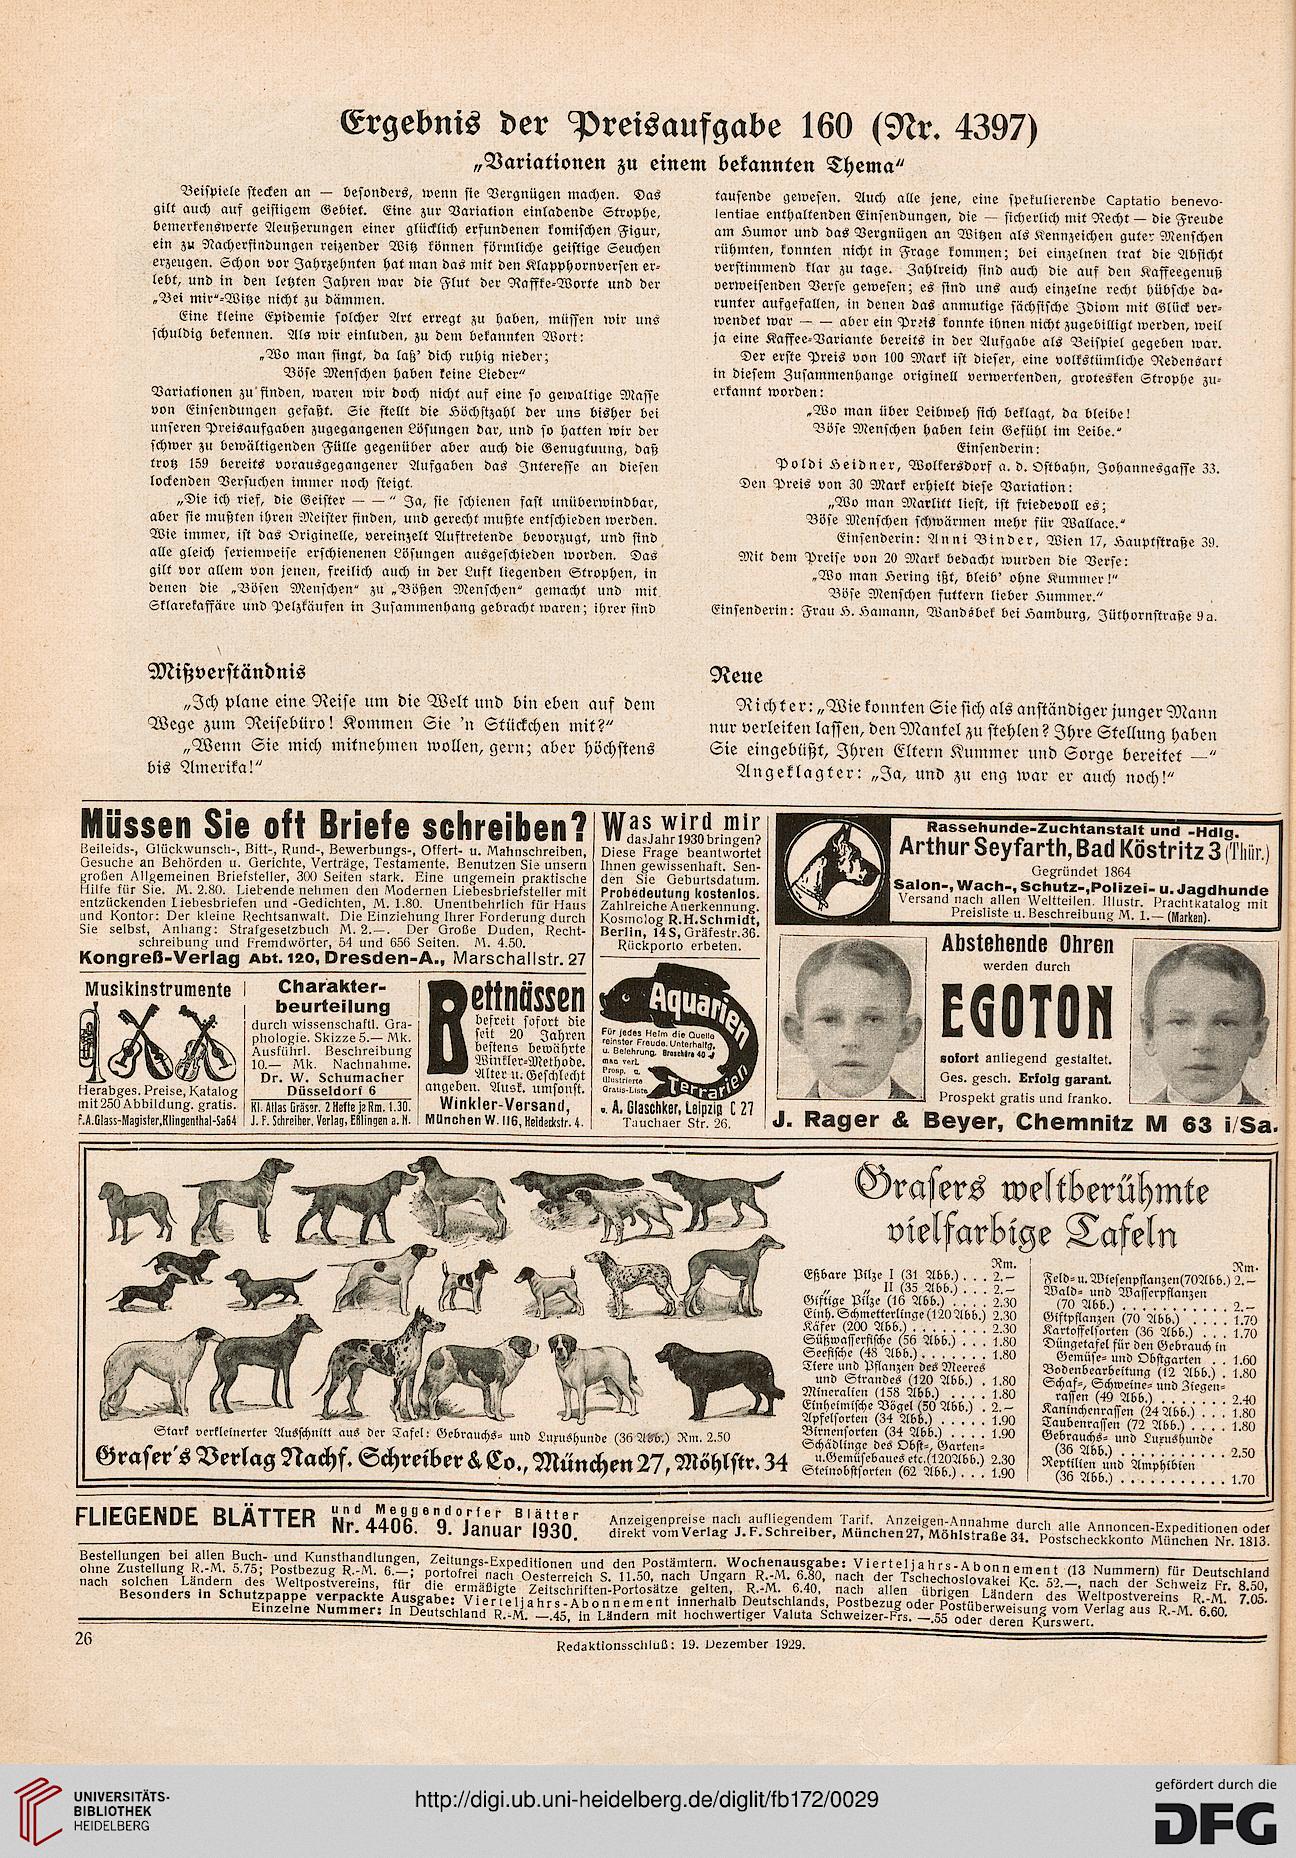 Ergebnis der Preisaufgabe 160 (Nr. 4397)
„Variationen zu einem bekannten Thema“
Beispiele stecken an — besonders, wenn sie Vergnügen machen. Das
gilt auch auf geistigem Gebiet. Eine zur Variation einladende Strophe,
bemerkenswerte Aeußerungen einer glücklich erfundenen komischen Figur,
ein zu Nacherfindungen reizender Witz können förmliche geistige Seuchen
erzeugen. Schon vor Jahrzehnten hat man das mit den Klapphornversen er-
lebt, und in den letzten Jahren war die Flut der Raffke-Worte und der
„Bei mir“-Witze nicht zu dämmen.
Eine kleine Epidemie solcher Art erregt zu haben, müssen wir uns
schuldig bekennen. Als wir einluden, zu dem bekannten Wort:
„Wo man singt, da laß’ dich ruhig nieder;
Böse Menschen haben keine Lieder“
Variationen zu finden, waren wir doch nicht auf eine so gewaltige Masse
von Einsendungen gefaßt. Sie stellt die Höchstzahl der uns bisher bei
unseren Preisaufgaben zugegangenen Lösungen dar, und so hatten wir der
schwer zu bewältigenden Fülle gegenüber aber auch die Genugtuung, daß
trotz 159 bereits vorausgegangener Aufgaben das Interesse an diesen
lockenden Versuchen immer noch steigt.
„Die ich rief, die Geister — —“ Ja, sie schienen fast unüberwindbar,
aber sie mußten ihren Meister finden, und gerecht mußte entschieden werden.
Wie immer, ist das Originelle, vereinzelt Auftretende bevorzugt, und sind
alle gleich serienweise erschienenen Lösungen ausgeschieden worden. Das
gilt vor allem von jenen, freilich auch in der Luft liegenden Strophen, in
denen die „Bösen Menschen“ zu „Bößen Menschen“ gemacht und mit
Sklarekaffäre und Pelzkäufen in Zusammenhang gebracht waren; ihrer sind
tausende gewesen. Auch alle jene, eine spekulierende Captatio benevo-
lentiae enthaltenden Einsendungen, die — sicherlich mit Recht — die Freude
am Humor und das Vergnügen an Witzen als Kennzeichen guter Menschen
rühmten, konnten nicht in Frage kommen; bei einzelnen trat die Absicht
verstimmend klar zu tage. Zahlreich sind auch die auf den Kaffeegenuß
verweisenden Verse gewesen; es sind uns auch einzelne recht hübsche da-
runter aufgefallen, in denen das anmutige sächsische Idiom mit Glück ver-
wendet war — — aber ein Preis konnte ihnen nicht zugebilligt werden, weil
ja eine Kaffee-Variante bereits in der Aufgabe als Beispiel gegeben war.
Der erste Preis von 100 Mark ist dieser, eine volkstümliche Redensart
in diesem Zusammenhange originell verwertenden, grotesken Strophe zu-
erkannt worden:
„Wo man über Leibweh sich beklagt, da bleibe!
Böse Menschen haben kein Gefühl im Leibe.“
Einsenderin:
Poldi Heidner, Wolkersdorf a. d. Ostbahn, Johannesgasse 33.
Den Preis von 30 Mark erhielt diese Variation:
„Wo man Marlitt liest, ist friedevoll es;
Böse Menschen schwärmen mehr für Wallace.“
Einsenderin: Anni Binder, Wien 17, Hauptstraße 39.
Mit dem Preise von 20 Mark bedacht wurden die Verse:
„Wo man Hering ißt, bleib’ ohne Kummer!“
Böse Menschen futtern lieber Hummer.“
Einsenderin: Frau H. Hamann, Wandsbek bei Hamburg, Jüthornstraße 9a.
Mißverständnis
„Ich plane eine Reise um die Welt und bin eben auf dem
Wege zum Reisebüro! Kommen Sie ’n Stückchen mit?“
„Wenn Sie mich mitnehmen wollen, gern; aber höchstens
bis Amerika!“
Reue
Richter: „Wie konnten Sie sich als anständiger junger Mann
nur verleiten lassen, den Mantel zu stehlen? Ihre Stellung haben
Sie eingebüßt, Ihren Eltern Kummer und Sorge bereitet —“
Angeklagter: „Ja, und zu eng war er auch noch!“
Müssen Sie oft Briefe schreiben?
Beileids-, Glückwunsch-, Bitt-, Rund-, Bewerbungs-, Offert- u. Mahnschreiben,
Gesuche an Behörden u. Gerichte, Verträge, Testamente. Benutzen Sie unsern
großen Allgemeinen Briefsteller, 300 Seiten stark. Eine ungemein praktische
Hilfe für Sie. M. 2.80. Liebende nehmen den Modernen Liebesbriefsteller mit
entzückenden Liebesbriefen und -Gedichten, M. 1.80. Unentbehrlich für Haus
und Kontor: Der kleine Rechtsanwalt. Die Einziehung Ihrer Forderung durch
Sie selbst, Anhang: Strafgesetzbuch M. 2.—. Der Große Duden, Recht-
schreibung und Fremdwörter, 54 und 656 Seiten. M. 4.50.
Kongreß-Verlag Abt. 120, Dresden-A., Marschallstr. 27
Was wird mir
das Jahr 1930 bringen?
Diese Frage beantwortet
Ihnen gewissenhaft. Sen-
den Sie Geburtsdatum.
Probedeutung kostenlos.
Zahlreiche Anerkennung.
Kosmolog R.H.Schmidt,
Berlin, 14S, Gräfestr.36.
Rückporto erbeten.
Rassehunde-Zuchtanstalt und -Hdlg.
Arthur Seyfarth, Bad Köstritz 3 (Thür.)
Gegründet 1864
Salon-, Wach-, Schutz-, Polizei- u. Jagdhunde
Versand nach allen Weltteilen. Illustr. Prachtkatalog mit
Preisliste u. Beschreibung M. 1.— (Marken).
Musikinstrumente
Herabges. Preise, Katalog
mit 250 Abbildung. gratis.
F.A.Glass-Magister,Klingenthal-Sa64
Charakter-
beurteilung
durch wissenschaftl. Gra-
phologie. Skizze 5.— Mk.
Ausführl. Beschreibung
10.— Mk. Nachnahme.
Dr. W. Schumacher
Düsseldorf 6
Kl. Atlas Gräser. 2 Hefte je Rm. 1.30.
J. F. Schreiber, Verlag, Eßlingen a. N.
Bettnässen
befreit sofort die
seit 20 Jahren
bestens bewährte
Winkler-Methode.
Alter u. Geschlecht
angeben. Ausk. umsonst.
Winkler-Versand,
München W. 116, Heideckstr. 4.
Aquarien
Für jedes Heim die Quelle
reinster Freude, Unterhaltg.
u. Belehrung. Broschüre 40 ₰
man verl.
Prosp. u.
illustrierte
Gratis-Liste
Terrarien
v. A. Glaschker, Leipzig C 27
Tauchaer Str. 26.
Abstehende Ohren
werden durch
EGOTON
sofort anliegend gestaltet.
Ges. gesch. Erfolg garant.
Prospekt gratis und franko.
J. Rager & Beyer, Chemnitz M 63 i/Sa.
Stark verkleinerter Ausschnitt aus der Tafel: Gebrauchs- und Luxushunde (36 Abb.) Rm. 2.50
Graser's Verlag Nachf. Schreiber & Co., München 27, Möhlstr. 34
Grasers weltberühmte
vielfarbige Tafeln
Rm.
Eßbare Pilze I (31 Abb.) . . . 2.—
„ „ II (35 Abb.) . . . 2.—
Giftige Pilze (16 Abb.) . . . . 2.30
Einh. Schmetterlinge (120 Abb.) 2.30
Käfer (200 Abb.) . . . . . . . . 2.30
Süßwasserfische (56 Abb.) . . . 1.80
Seefische (48 Abb.) . . . . . . . 1.80
Tiere und Pflanzen des Meeres
und Strandes (120 Abb.) . 1.80
Mineralien (158 Abb.) . . . . . 1.80
Einheimische Vögel (50 Abb.) . 2.—
Apfelsorten (34 Abb.) . . . . . 1.90
Birnensorten (34 Abb.) . . . . . 1.90
Schädlinge des Obst-, Garten-
u. Gemüsebaues etc. (120 Abb.) 2.30
Steinobstsorten (62 Abb.) . . . 1.90
Rm.
Feld- u. Wiesenpflanzen (70 Abb.) 2.—
Wald- und Wasserpflanzen
(70 Abb.) . . . . . . . . . . . 2.—
Giftpflanzen (70 Abb.) . . . . 1.70
Kartoffelsorten (36 Abb.) . . . 1.70
Düngetafel für den Gebrauch in
Gemüse- und Obstgarten . . 1.60
Bodenbearbeitung (12 Abb.) . 1.80
Schaf-, Schweine- und Ziegen-
rassen (49 Abb.) . . . . . . . 2.40
Kaninchenrassen (24 Abb.) . . . 1.80
Taubenrassen (72 Abb.) . . . . 1.80
Gebrauchs- und Luxushunde
(36 Abb.) . . . . . . . . . . . 2.50
Reptilien und Amphibien
(36 Abb.) . . . . . . . . . . . 1.70
FLIEGENDE BLÄTTER und Meggendorfer Blätter
Nr. 4406. 9. Januar 1930.
Anzeigenpreise nach aufliegendem Tarif. Anzeigen-Annahme durch alle Annoncen-Expeditionen oder
direkt vom Verlag J. F. Schreiber, München 27, Möhlstraße 34. Postscheckkonto München Nr. 1813.
Bestellungen bei allen Buch- und Kunsthandlungen, Zeitungs-Expeditionen und den Postämtern. Wochenausgabe: Vierteljahrs-Abonnement (13 Nummern) für Deutschland
ohne Zustellung R.-M. 5.75; Postbezug R.-M. 6.—; portofrei nach Oesterreich S. 11.50, nach Ungarn R.-M. 6.80, nach der Tschechoslovakei Kc. 52.—, nach der Schweiz Fr. 8.50,
nach solchen Ländern des Weltpostvereins, für die ermäßigte Zeitschriften-Portosätze gelten, R.-M. 6.40, nach allen übrigen Ländern des Weltpostvereins R.-M. 7.05.
Besonders in Schutzpappe verpackte Ausgabe: Vierteljahrs-Abonnement innerhalb Deutschlands, Postbezug oder Postüberweisung vom Verlag aus R.-M. 6.60.
Einzelne Nummer: In Deutschland R.-M. —.45, in Ländern mit hochwertiger Valuta Schweizer-Frs. —.55 oder deren Kurswert.
26
Redaktionsschluß: 19. Dezember 1929.
UNIVERSITÄTS-
BIBLIOTHEK
HEIDELBERG
http://digi.ub.uni-heidelberg.de/diglit/fb172/0029
gefördert durch die
DFG